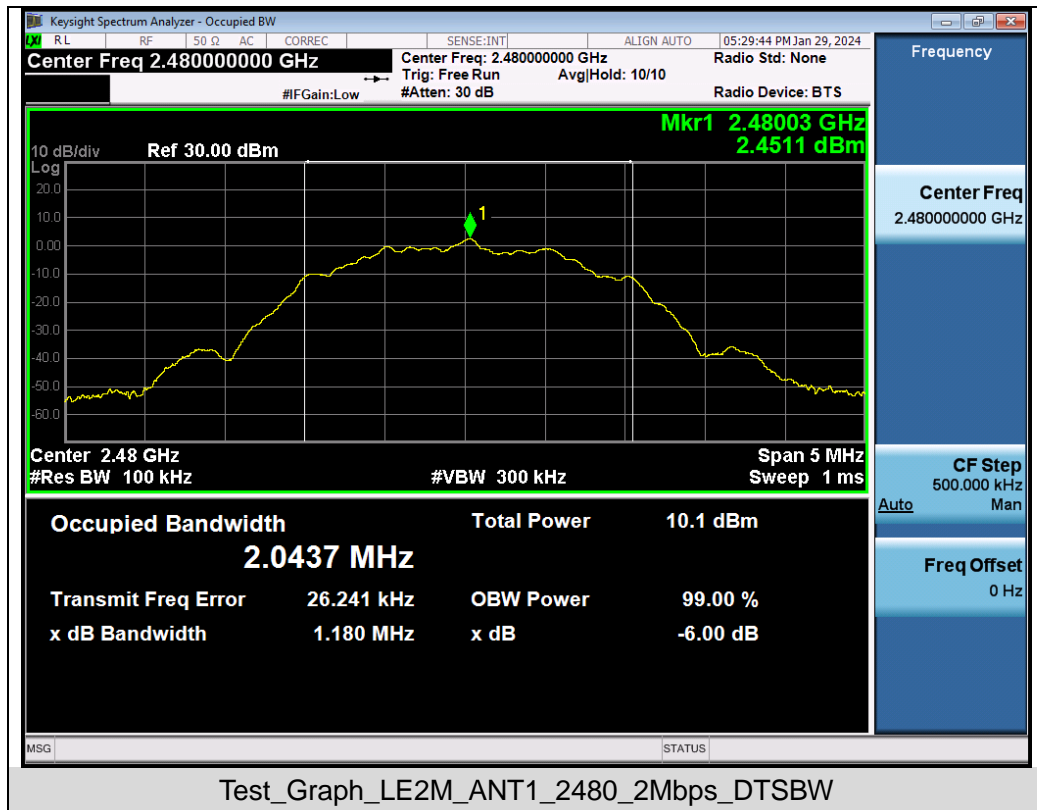 Keysight Spectrum Analyzer - Occupied BW
LXI RL RF 50 Ω AC CORREC SENSE:INT ALIGN AUTO 05:29:44 PM Jan 29, 2024
Center Freq 2.480000000 GHz
Center Freq: 2.480000000 GHz
Radio Std: None
Trig: Free Run Avg|Hold: 10/10
#IFGain:Low
#Atten: 30 dB
Radio Device: BTS
Mkr1 2.48003 GHz
2.4511 dBm
10 dB/div Ref 30.00 dBm
Log
20.0
10.0
0.00
-10.0
-20.0
-30.0
-40.0
-50.0
-60.0
1
Center 2.48 GHz
Span 5 MHz
#Res BW 100 kHz
#VBW 300 kHz
Sweep 1 ms
Occupied Bandwidth
2.0437 MHz
Total Power 10.1 dBm
Transmit Freq Error 26.241 kHz
OBW Power 99.00 %
x dB Bandwidth 1.180 MHz
x dB -6.00 dB
MSG
STATUS
Frequency
Center Freq
2.480000000 GHz
CF Step
500.000 kHz
Auto Man
Freq Offset
0 Hz
Test_Graph_LE2M_ANT1_2480_2Mbps_DTSBW